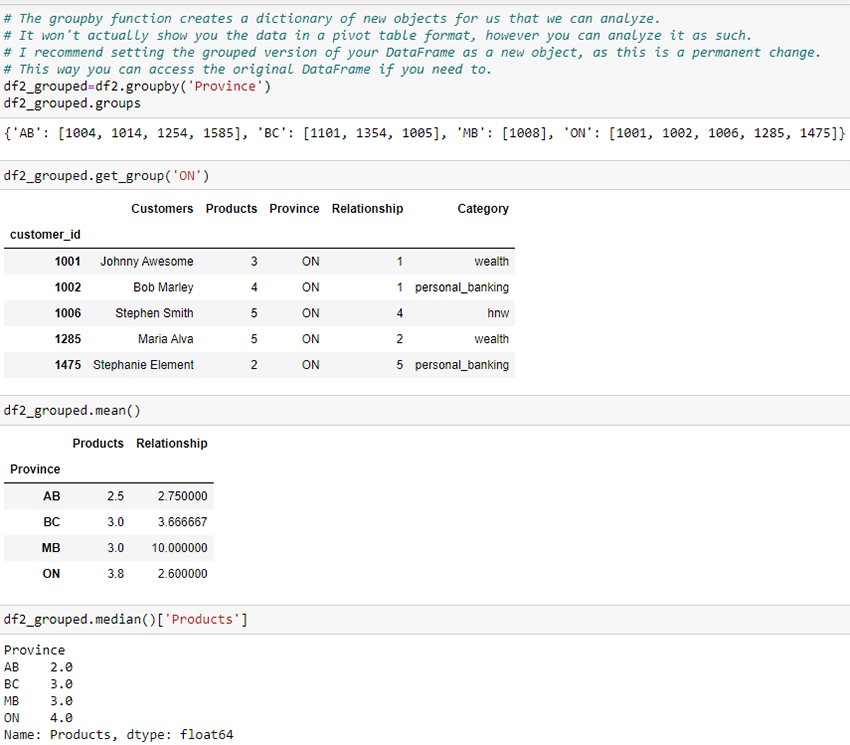 # The groupby function creates a dictionary of new objects for us that we can analyze.
# It won't actually show you the data in a pivot table format, however you can analyze it as such.
# I recommend setting the grouped version of your DataFrame as a new object, as this is a permanent change.
# This way you can access the original DataFrame if you need to.
df2_grouped=df2.groupby('Province')
df2_grouped.groups
{'AB': [1004, 1014, 1254, 1585], 'BC': [1101, 1354, 1005], 'MB': [1008], 'ON': [1001, 1002, 1006, 1285, 1475]}
df2_grouped.get_group('ON')
Customers Products Province Relationship Category
customer_id
1001 Johnny Awesome 3 ON 1 wealth
1002 Bob Marley 4 ON 1 personal_banking
1006 Stephen Smith 5 ON 4 hnw
1285 Maria Alva 5 ON 2 wealth
1475 Stephanie Element 2 ON 5 personal_banking
df2_grouped.mean()
Products Relationship
Province
AB 2.5 2.750000
BC 3.0 3.666667
MB 3.0 10.000000
ON 3.8 2.600000
df2_grouped.median()['Products']
Province
AB 2.0
BC 3.0
MB 3.0
ON 4.0
Name: Products, dtype: float64